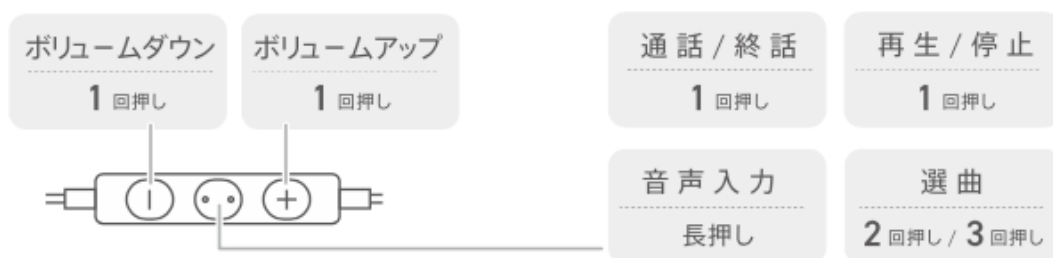 ボリュームダウン
1 回押し
ボリュームアップ
1 回押し
通話 / 終話
1 回押し
再生 / 停止
1 回押し
音声入力
長押し
選曲
2 回押し / 3 回押し